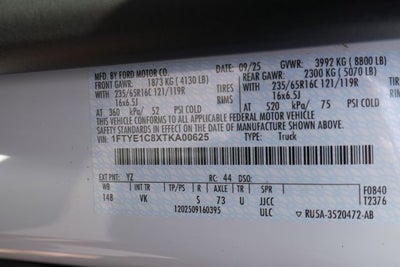 MFD. BY FORD MOTOR CO. DATE: 09/25 GVWR: 3992 KG ( 8800 LB)
FRONT GAWR: 1873 KG ( 4130 LB) REAR GAWR: 2300 KG ( 5070 LB)
WITH WITH
235/65R16C 121/119R TIRES 235/65R16C 121/119R TIRES
16x6.5J RIMS 16x6.5J RIMS
AT 360 kPa/ 52 PSI COLD AT 520 kPa/ 75 PSI COLD
THIS VEHICLE CONFORMS TO ALL APPLICABLE FEDERAL MOTOR VEHICLE
SAFETY STANDARDS IN EFFECT ON THE DATE OF MANUFACTURE SHOWN ABOVE.
VIN: 1FTYE1C8XTKA00625 TYPE: Truck
EXT PNT: YZ RC: 44 DSO:
WB INT TR TP/PS R AXLE TR SPR F0840
148 VK S 73 U JJCC T2376
1202509160395 ULC RU5A-3520472-AB